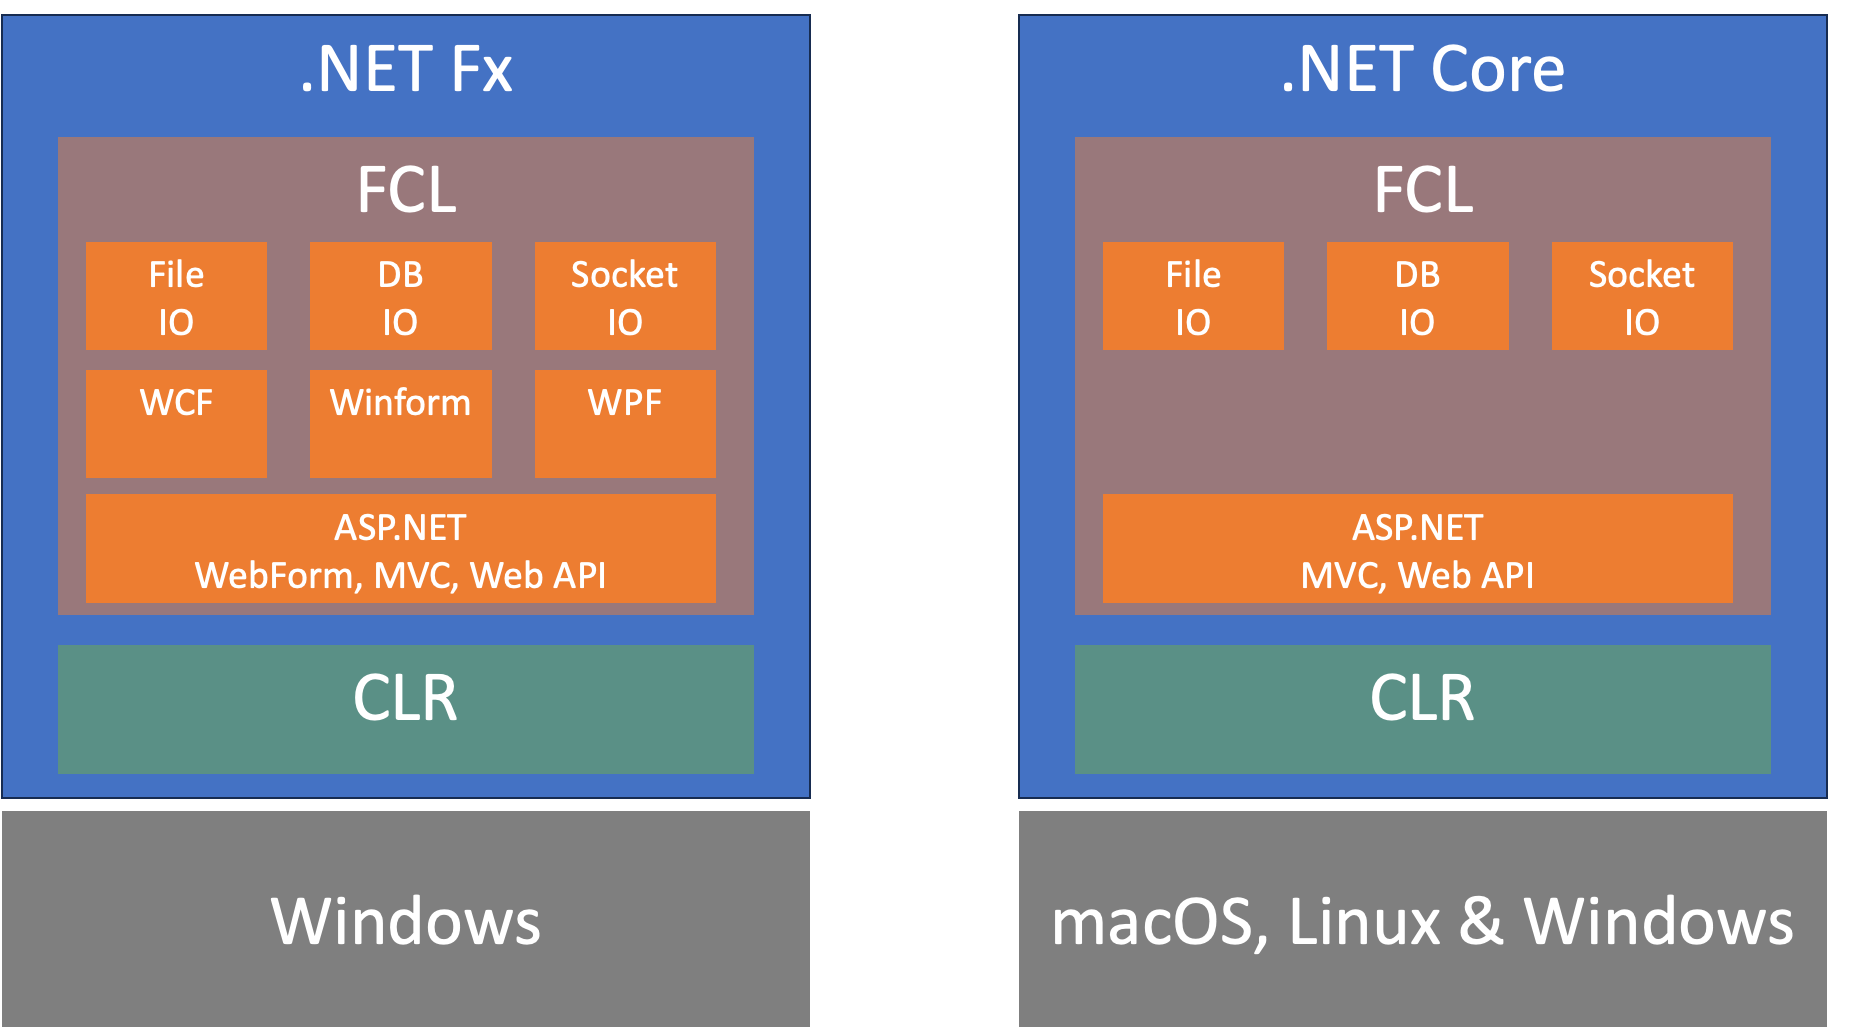 .NET Fx
FCL
File
IO
DB
IO
Socket
IO
WCF
Winform
WPF
ASP.NET
WebForm, MVC, Web API
CLR
Windows
.NET Core
FCL
File
IO
DB
IO
Socket
IO
ASP.NET
MVC, Web API
CLR
macOS, Linux & Windows